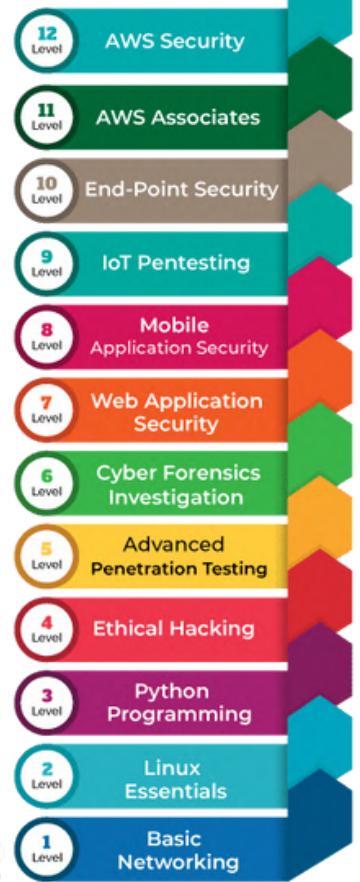 12
Level
AWS Security
11
Level
AWS Associates
10
Level
End-Point Security
9
Level
IoT Pentesting
8
Level
Mobile
Application Security
7
Level
Web Application
Security
6
Level
Cyber Forensics
Investigation
5
Level
Advanced
Penetration Testing
4
Level
Ethical Hacking
3
Level
Python
Programming
2
Level
Linux
Essentials
1
Level
Basic
Networking